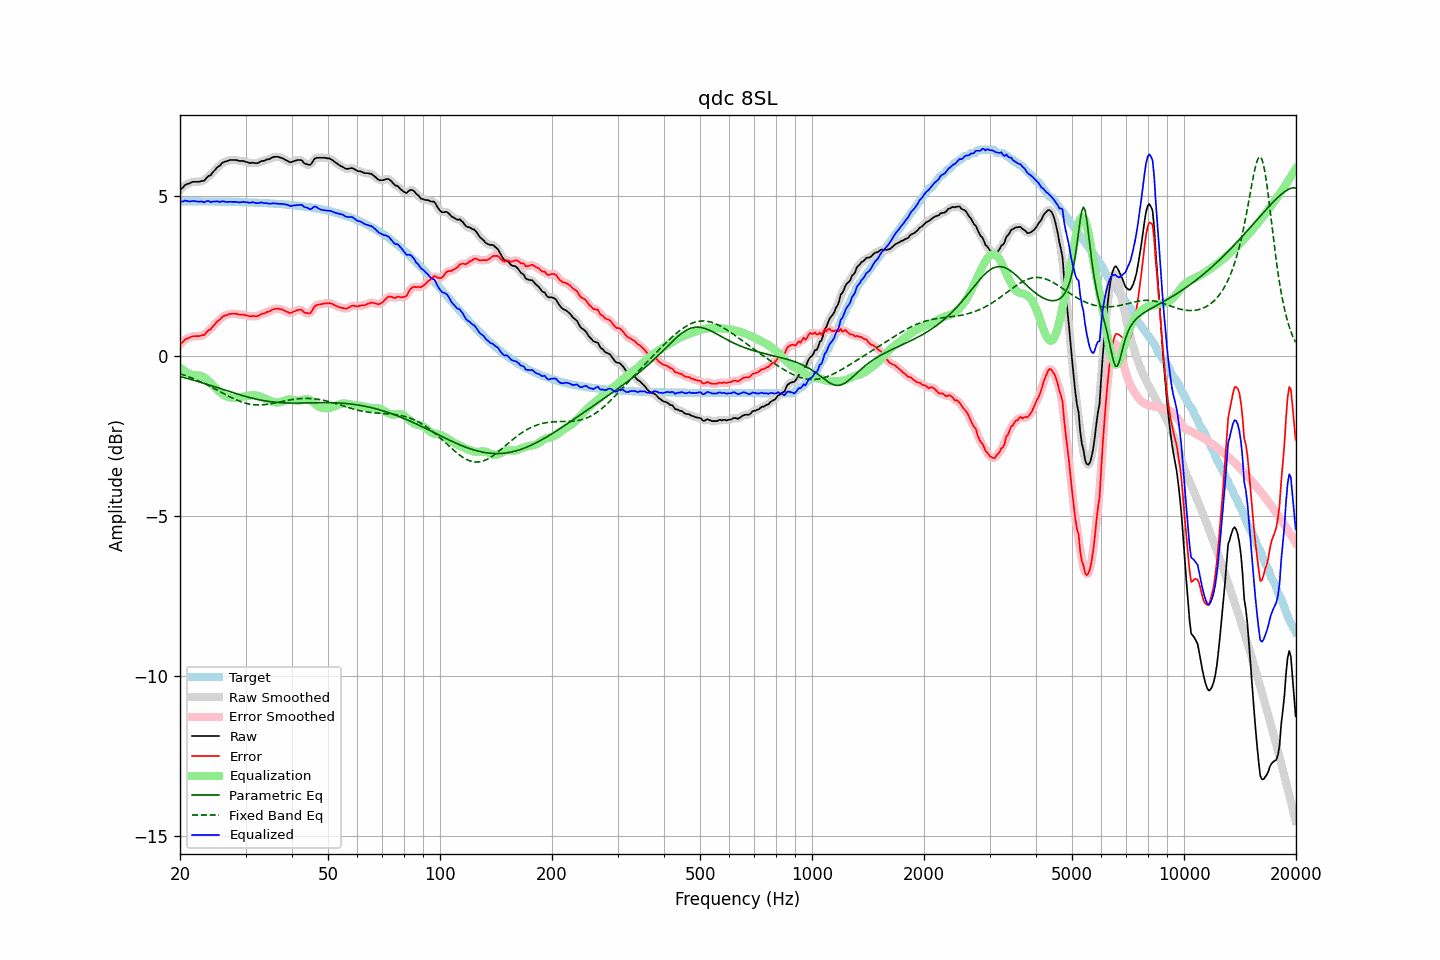 qdc 8SL
Amplitude (dBr)
5
0
−5
−10
−15
Target
Raw Smoothed
Error Smoothed
Raw
Error
Equalization
Parametric Eq
Fixed Band Eq
Equalized
20 50 100 200 500 1000 2000 5000 10000 20000
Frequency (Hz)